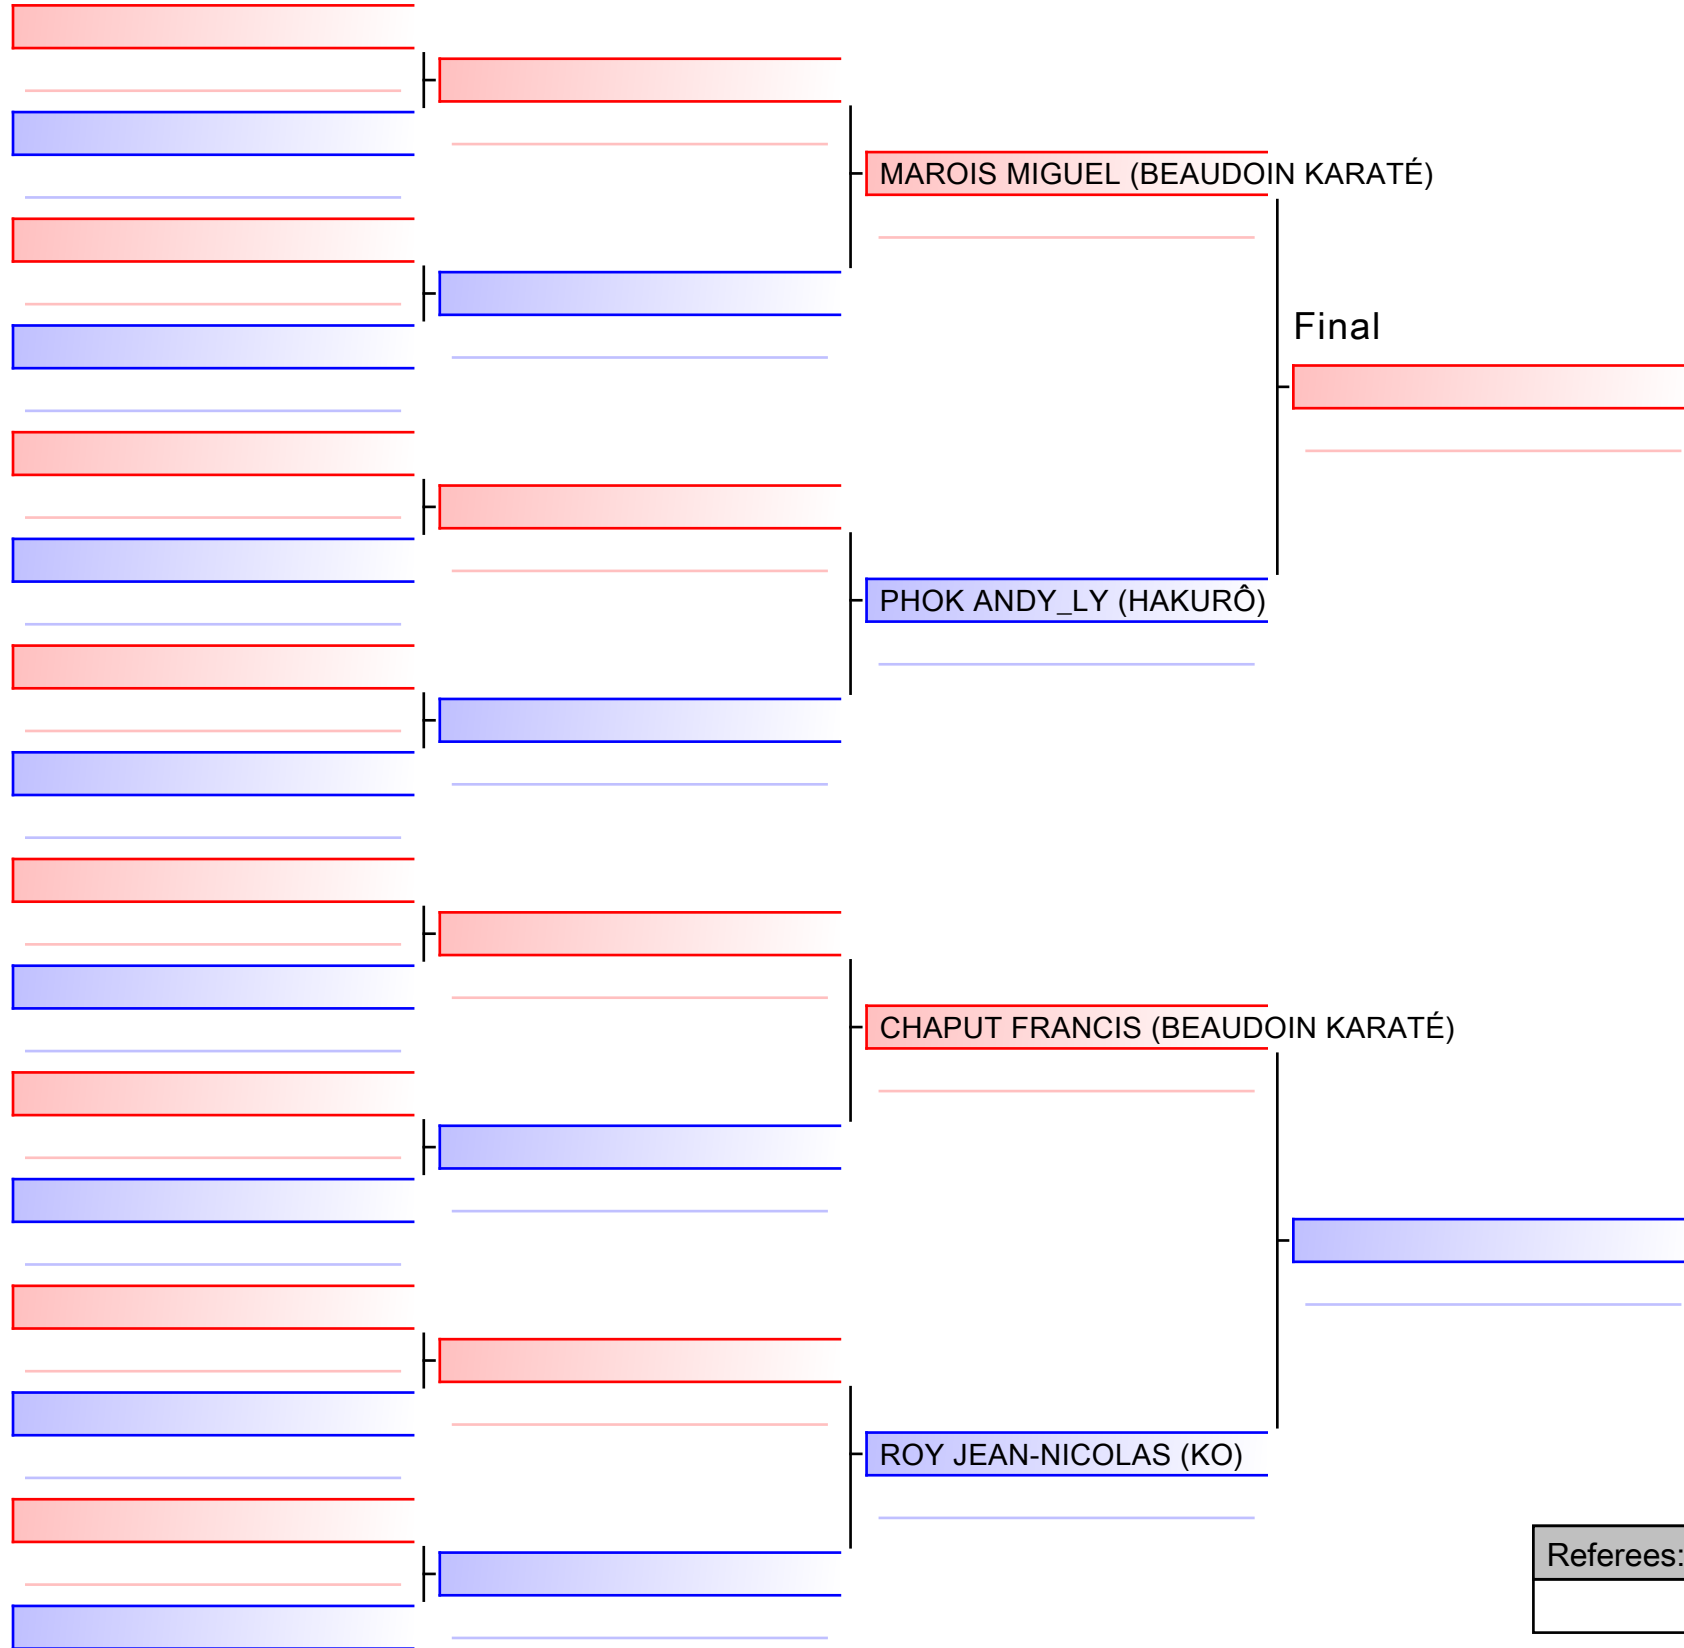 MAROIS MIGUEL (BEAUDOIN KARATÉ)
Final
PHOK ANDY_LY (HAKURÔ)
CHAPUT FRANCIS (BEAUDOIN KARATÉ)
ROY JEAN-NICOLAS (KO)
Referees: